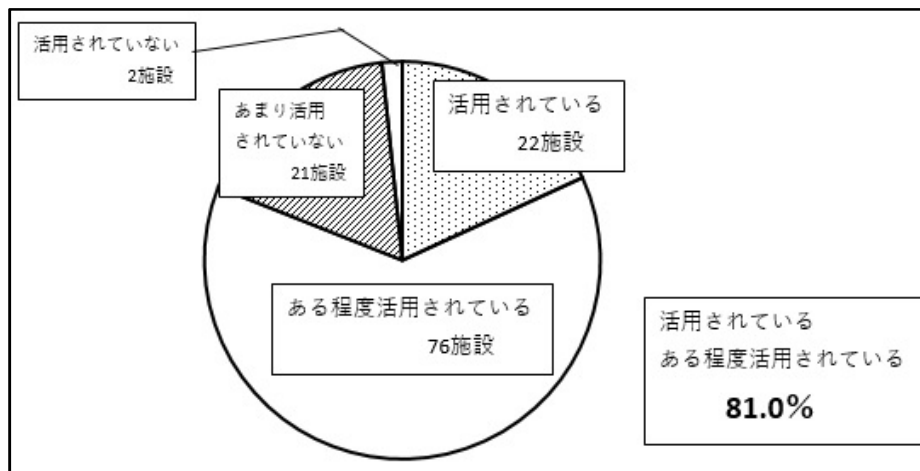 活用されていない
2施設
あまり活用
されていない
21施設
活用されている
22施設
ある程度活用されている
76施設
活用されている
ある程度活用されている
81.0%